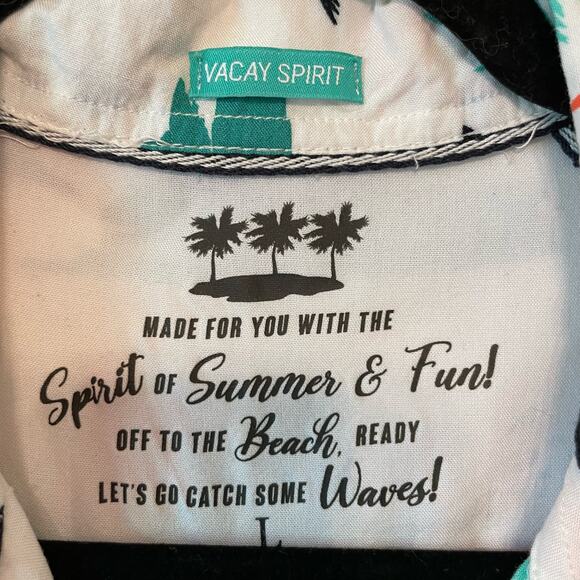 VACAY SPIRIT
MADE FOR YOU WITH THE
Spirit OF Summer & Fun!
OFF TO THE Beach, READY
LET'S GO CATCH SOME Waves!
L